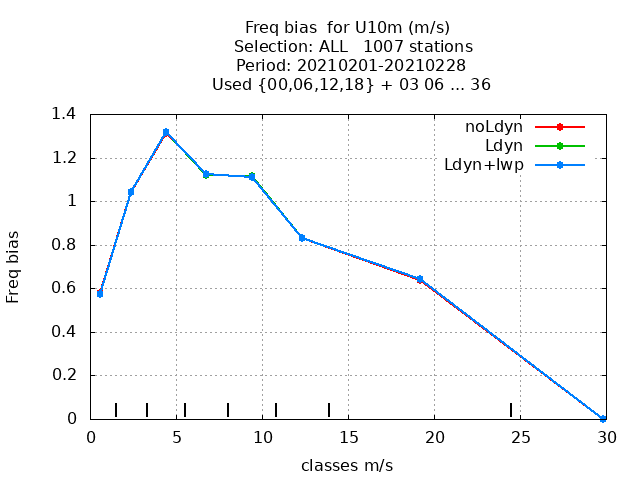 Freq bias  for U10m (m/s)
Selection: ALL   1007 stations
Period: 20210201-20210228
Used {00,06,12,18} + 03 06 ... 36
noLdyn
Ldyn
Ldyn+lwp
Freq bias
1.4
1.2
1
0.8
0.6
0.4
0.2
0
0 5 10 15 20 25 30
classes m/s